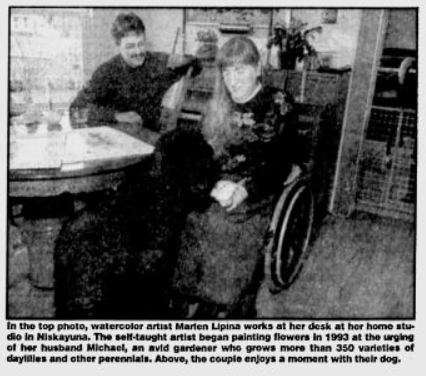 In the top photo, watercolor artist Marlen Lipina works at her desk at her home stu-
dio in Niskayuna. The self-taught artist began painting flowers in 1993 at the urging
of her husband Michael, an avid gardener who grows more than 350 varieties of
daylilies and other perennials. Above, the couple enjoys a moment with their dog.